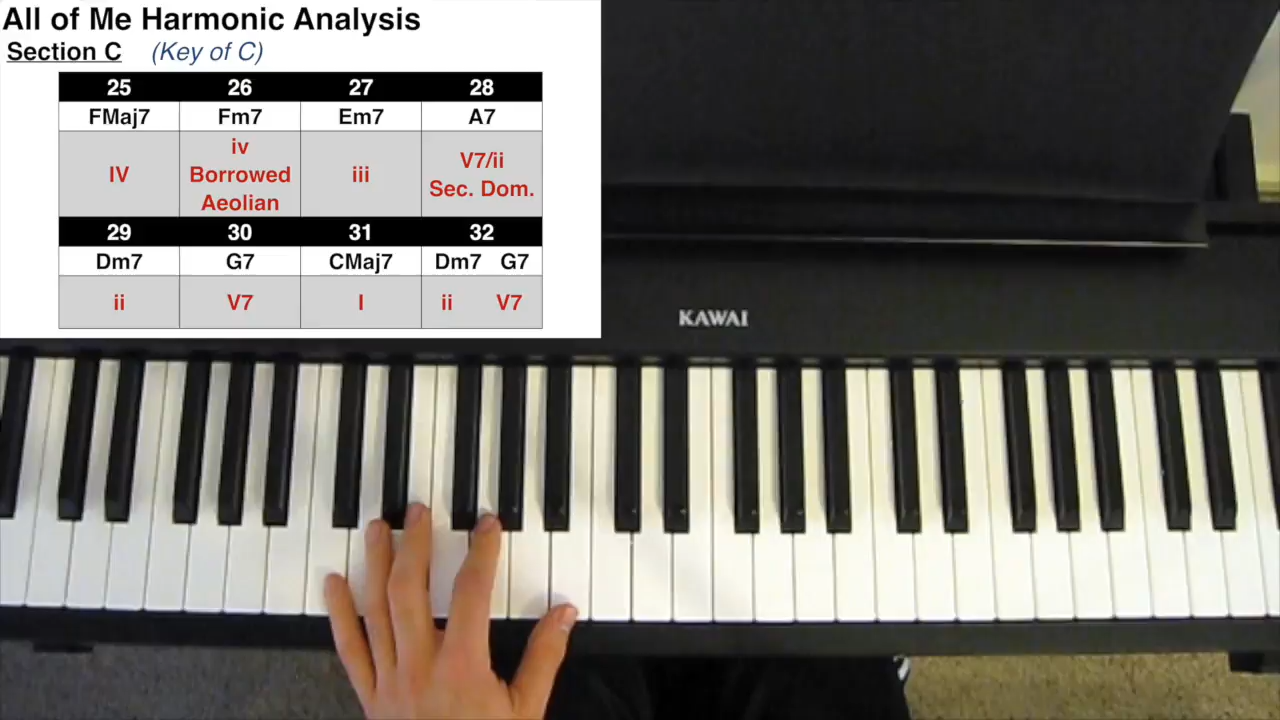 All of Me Harmonic Analysis
Section C (Key of C)
25 26 27 28
FMaj7 Fm7 Em7 A7
IV iv Borrowed Aeolian iii V7/ii Sec. Dom.
29 30 31 32
Dm7 G7 CMaj7 Dm7 G7
ii V7 I ii V7
KAWAI